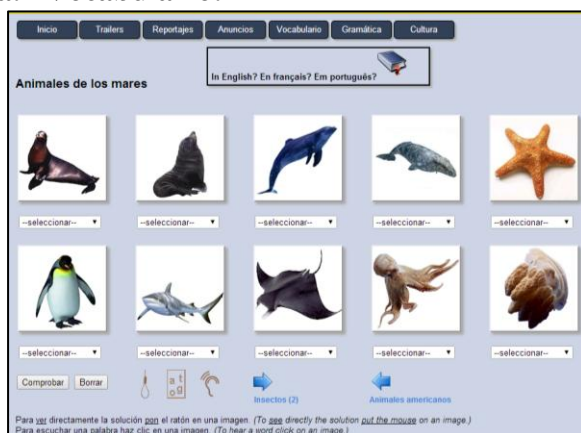 Inicio Trailers Reportajes Anuncios Vocabulario Gramática Cultura
In English? En français? Em português?
Animales de los mares
--seleccionar-- --seleccionar-- --seleccionar-- --seleccionar-- --seleccionar--
--seleccionar-- --seleccionar-- --seleccionar-- --seleccionar-- --seleccionar--
Comprobar Borrar a t o g
Insectos (2) Animales americanos
Para ver directamente la solución pon el ratón en una imagen. (To see directly the solution put the mouse on an image.)
Para escuchar una palabra haz clic en una imagen. (To hear a word click on an image.)